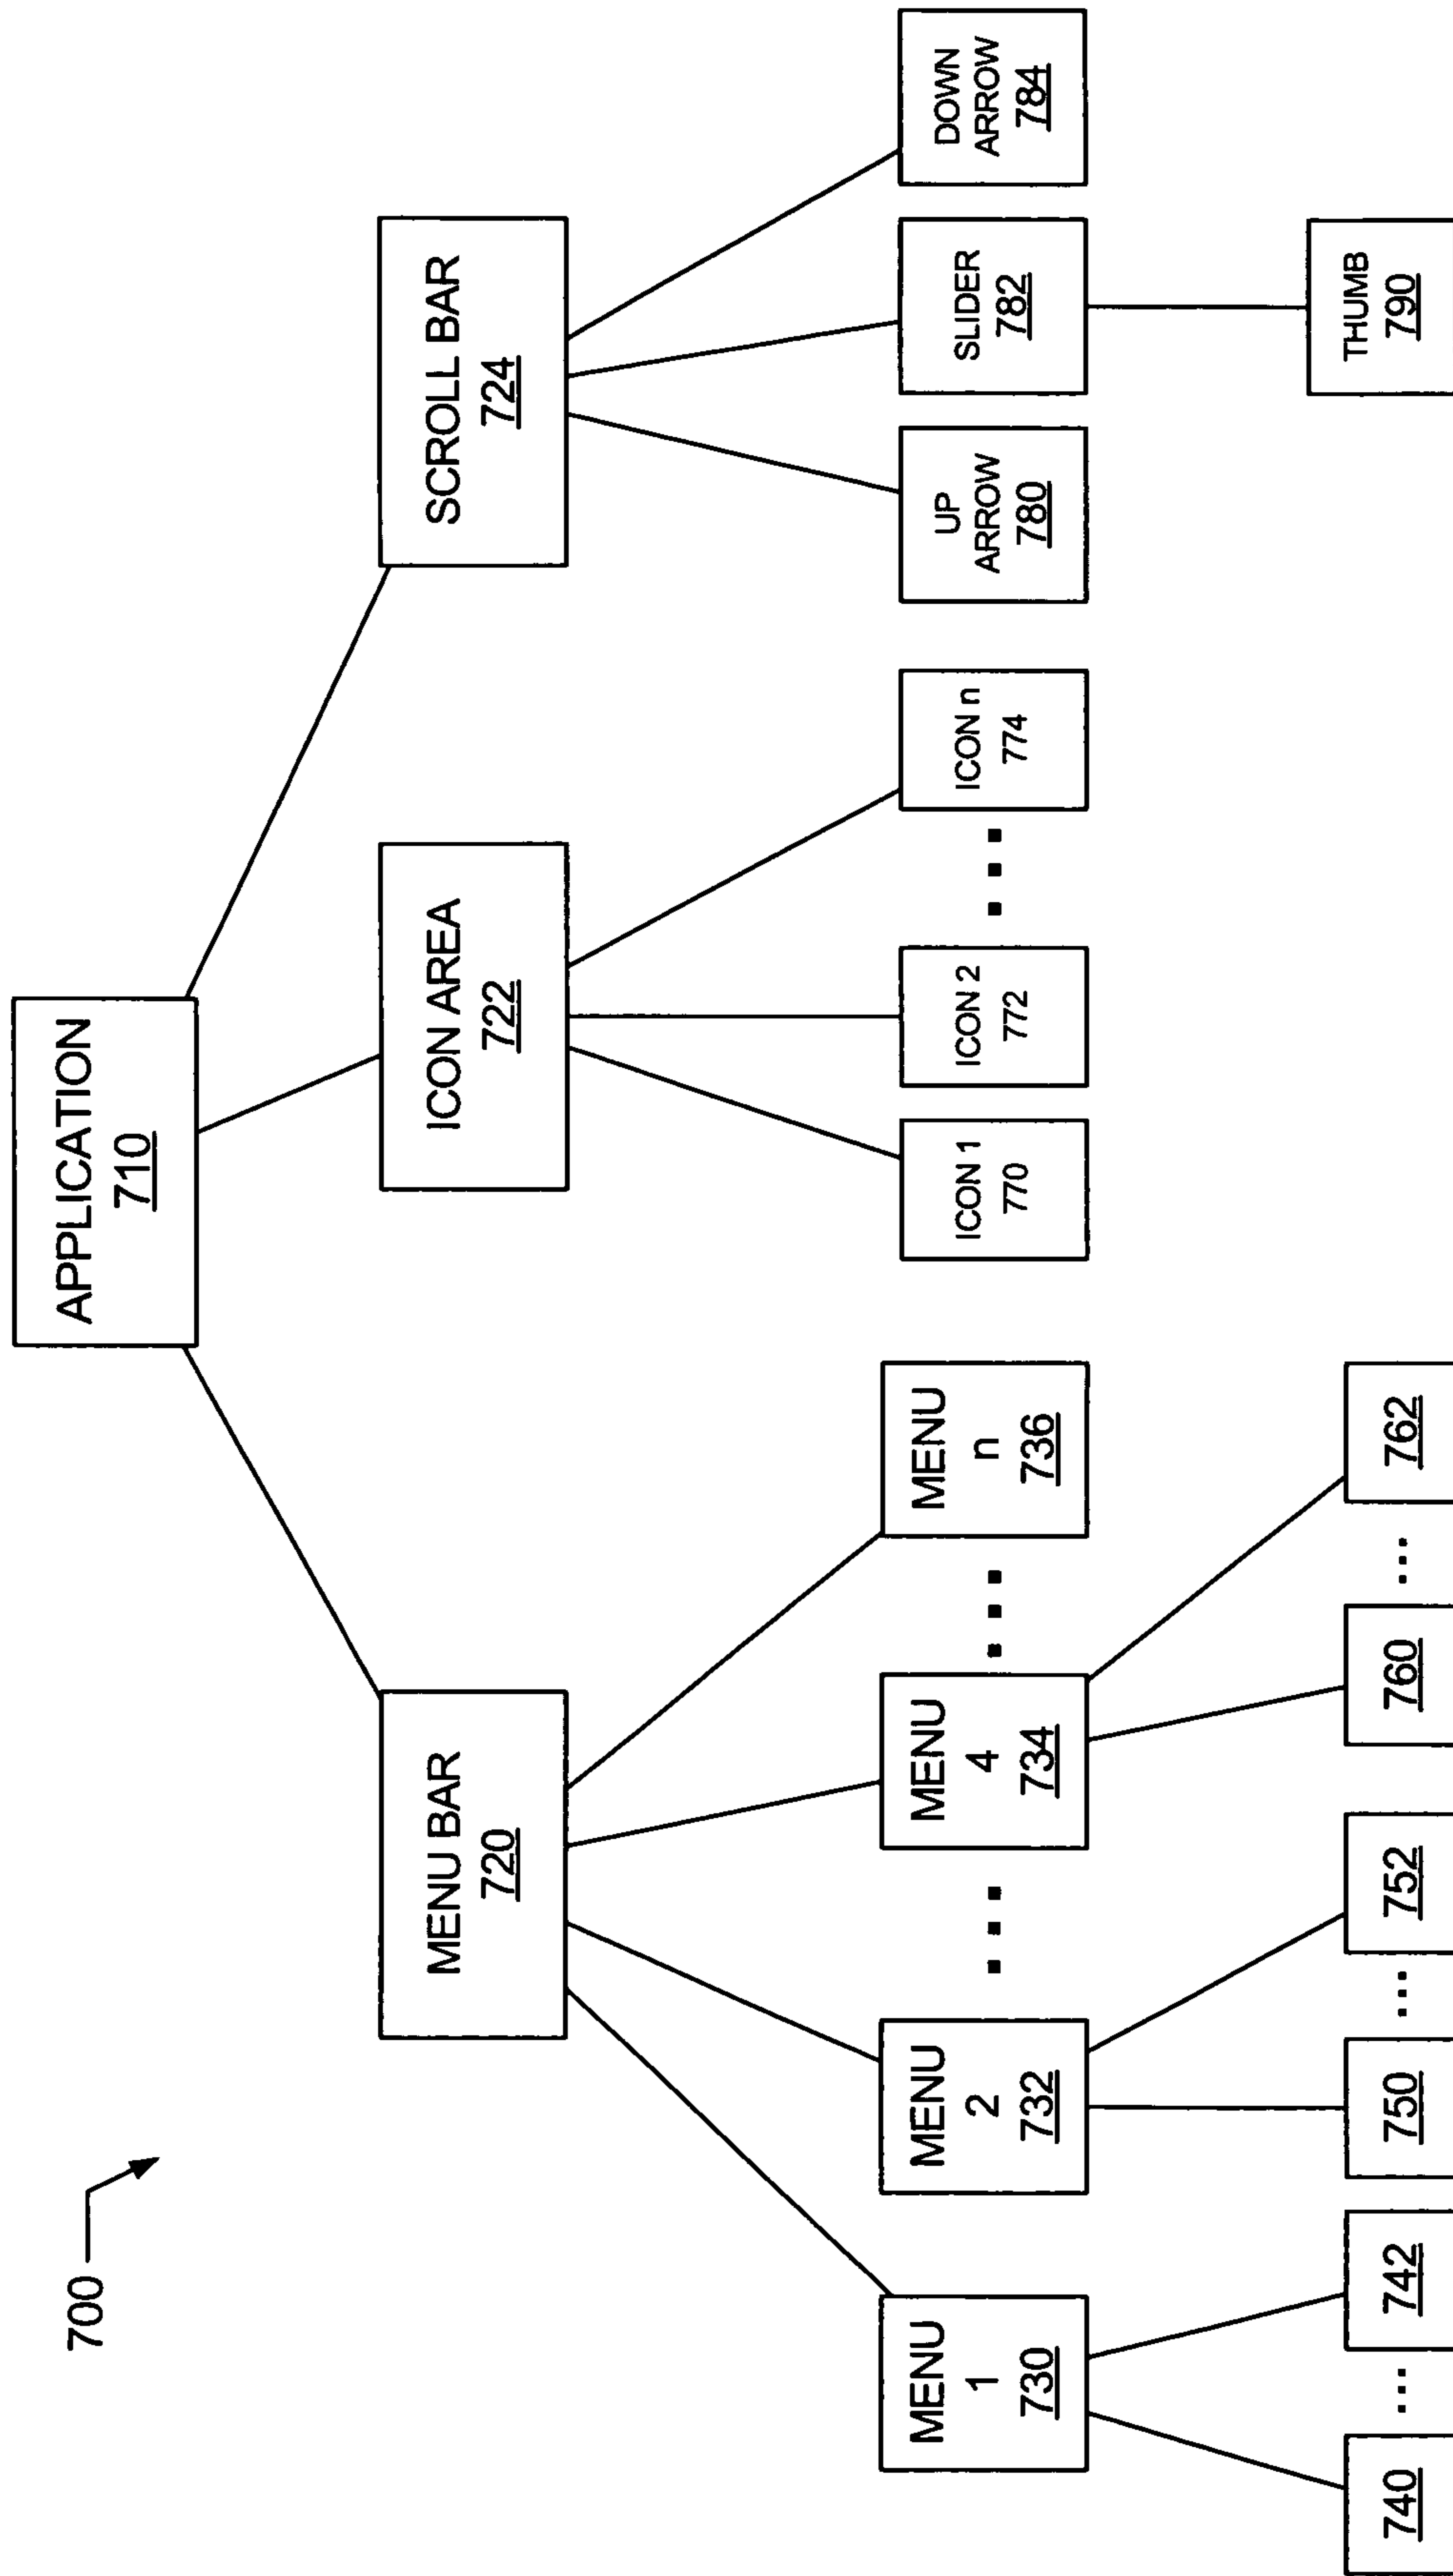 700
APPLICATION
710
MENU BAR
720
ICON AREA
722
SCROLL BAR
724
MENU
1
730
MENU
2
732
...
MENU
4
734
...
MENU
n
736
ICON 1
770
ICON 2
772
...
ICON n
774
UP
ARROW
780
SLIDER
782
DOWN
ARROW
784
740
...
742
750
...
752
760
...
762
THUMB
790